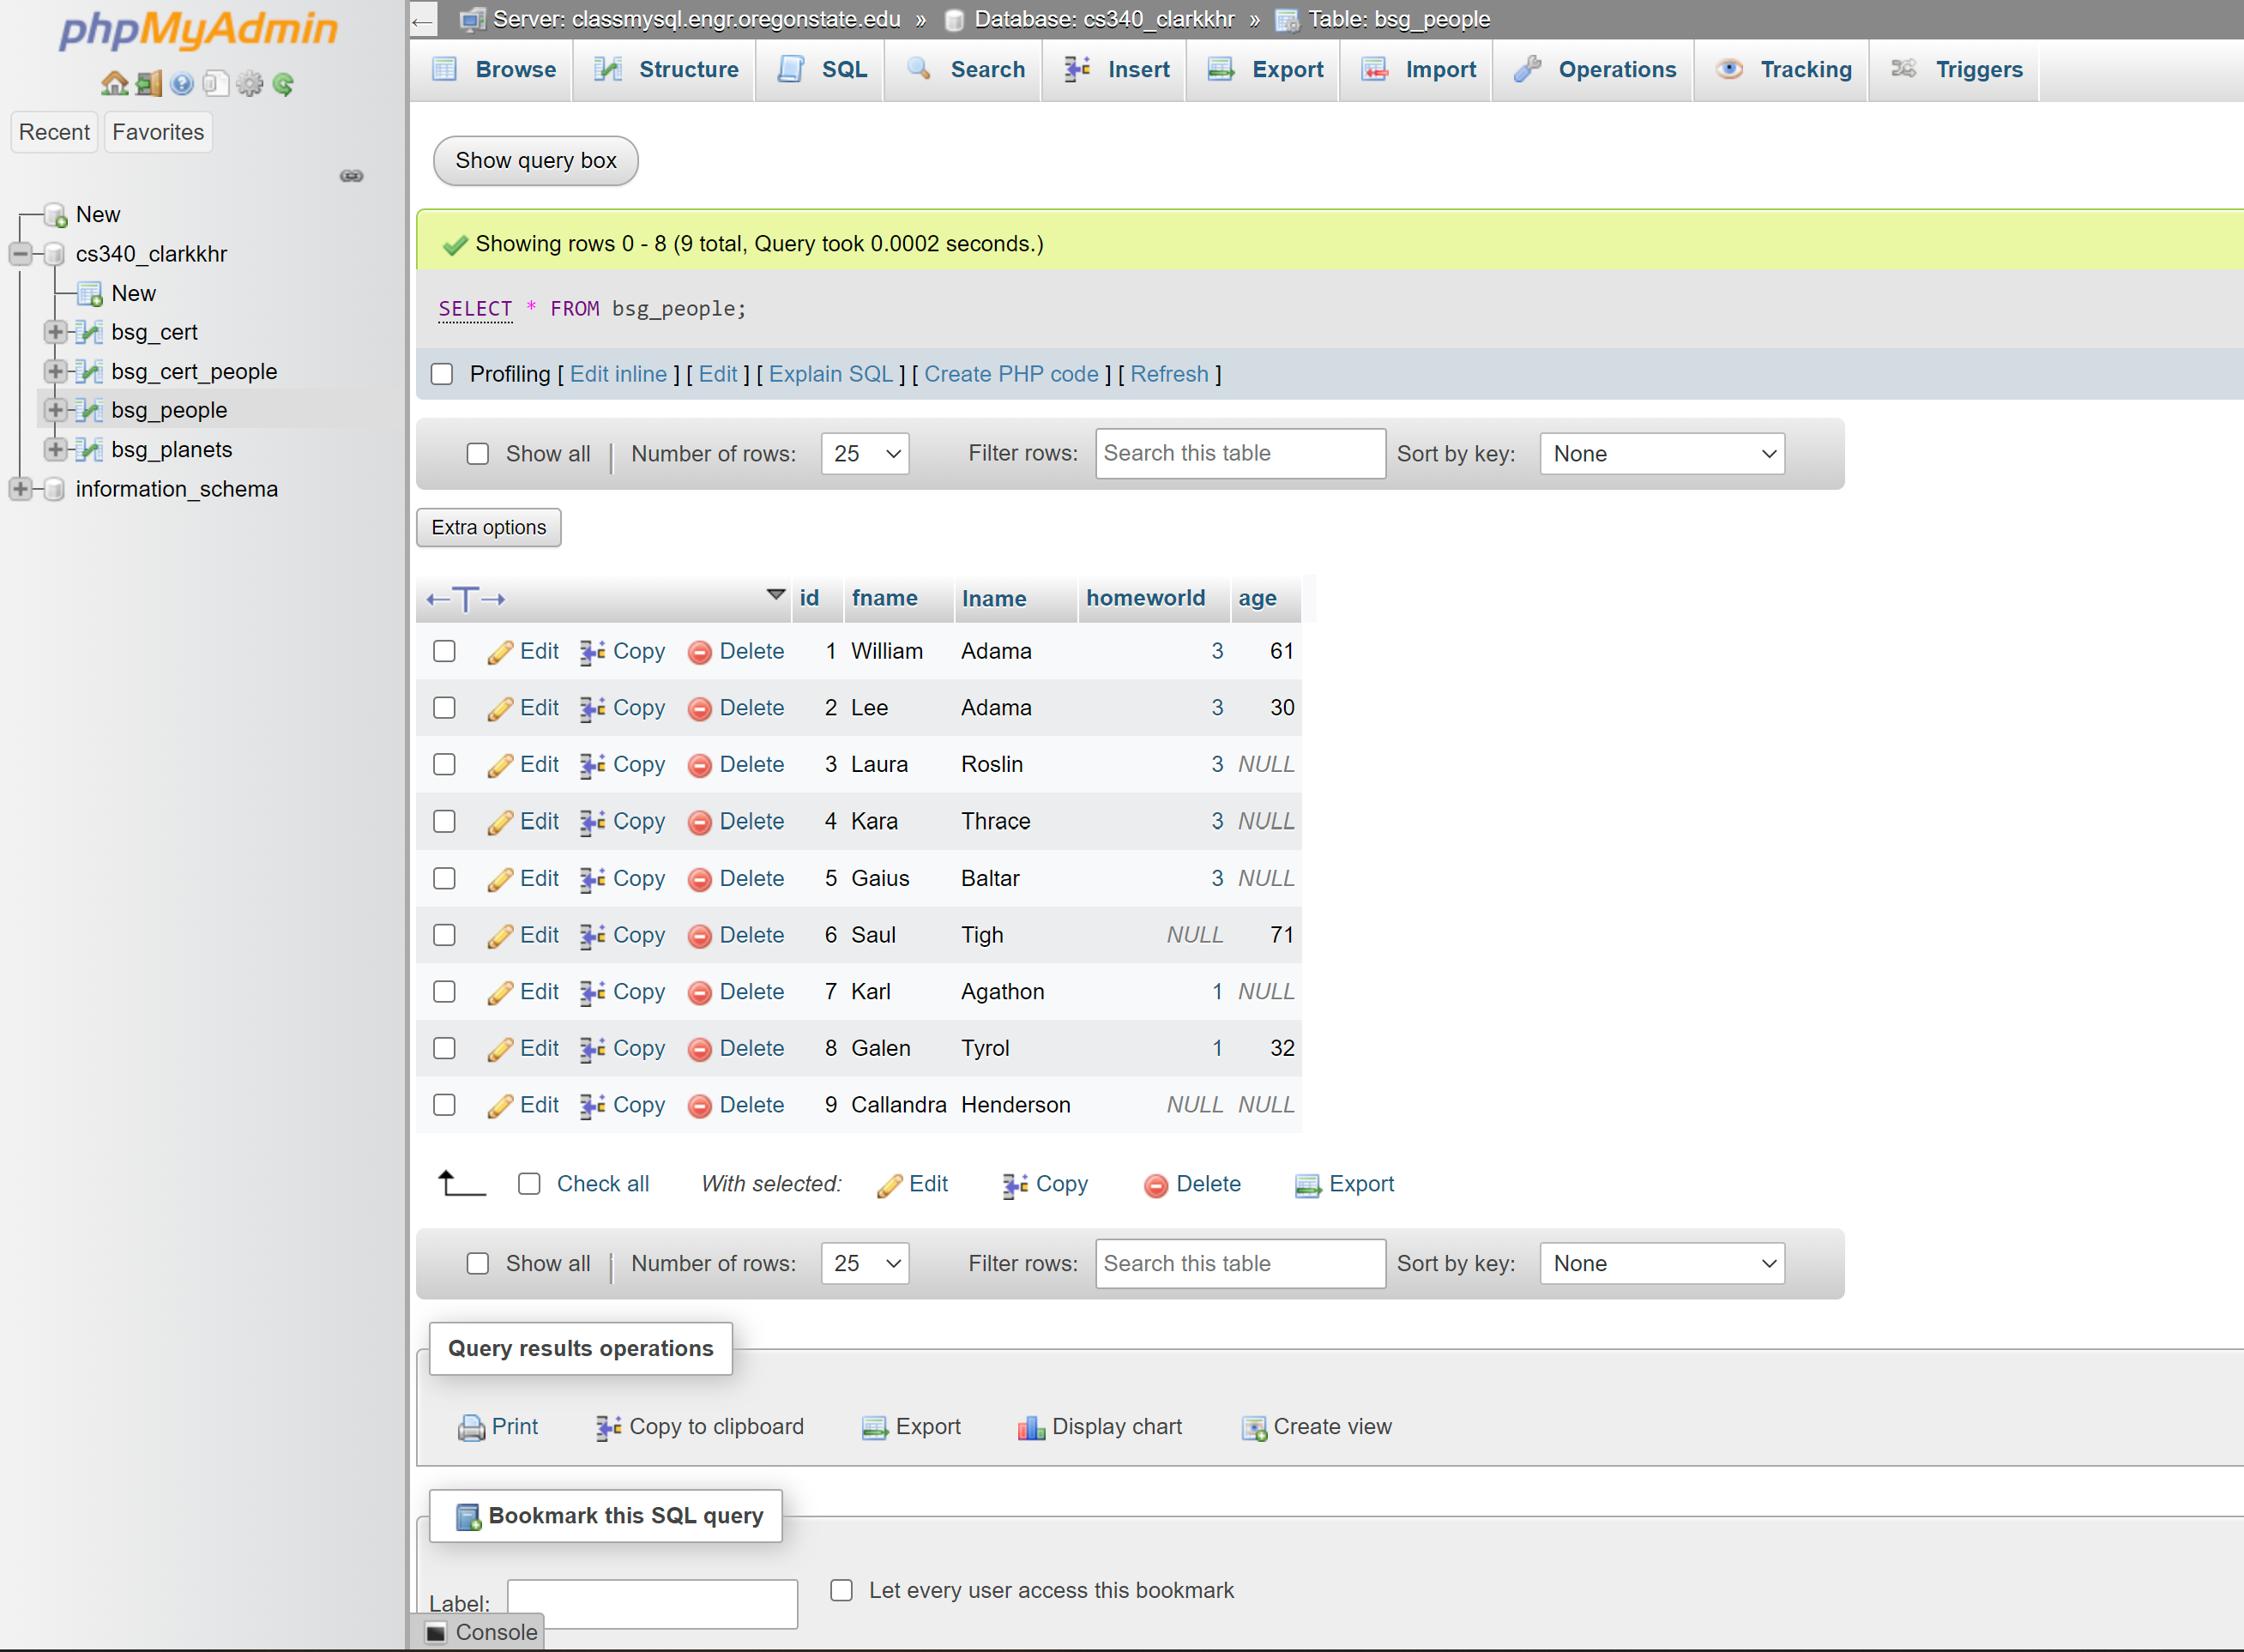 phpMyAdmin
Recent Favorites
New
cs340_clarkkhr
New
bsg_cert
bsg_cert_people
bsg_people
bsg_planets
information_schema
← Server: classmysql.engr.oregonstate.edu » Database: cs340_clarkkhr » Table: bsg_people
Browse Structure SQL Search Insert Export Import Operations Tracking Triggers
Show query box
Showing rows 0 - 8 (9 total, Query took 0.0002 seconds.)
SELECT * FROM bsg_people;
Profiling [ Edit inline ] [ Edit ] [ Explain SQL ] [ Create PHP code ] [ Refresh ]
Show all | Number of rows: 25 Filter rows: Search this table Sort by key: None
Extra options
←T→ id fname lname homeworld age
Edit Copy Delete 1 William Adama 3 61
Edit Copy Delete 2 Lee Adama 3 30
Edit Copy Delete 3 Laura Roslin 3 NULL
Edit Copy Delete 4 Kara Thrace 3 NULL
Edit Copy Delete 5 Gaius Baltar 3 NULL
Edit Copy Delete 6 Saul Tigh NULL 71
Edit Copy Delete 7 Karl Agathon 1 NULL
Edit Copy Delete 8 Galen Tyrol 1 32
Edit Copy Delete 9 Callandra Henderson NULL NULL
Check all With selected: Edit Copy Delete Export
Show all | Number of rows: 25 Filter rows: Search this table Sort by key: None
Query results operations
Print Copy to clipboard Export Display chart Create view
Bookmark this SQL query
Label: Let every user access this bookmark
Console